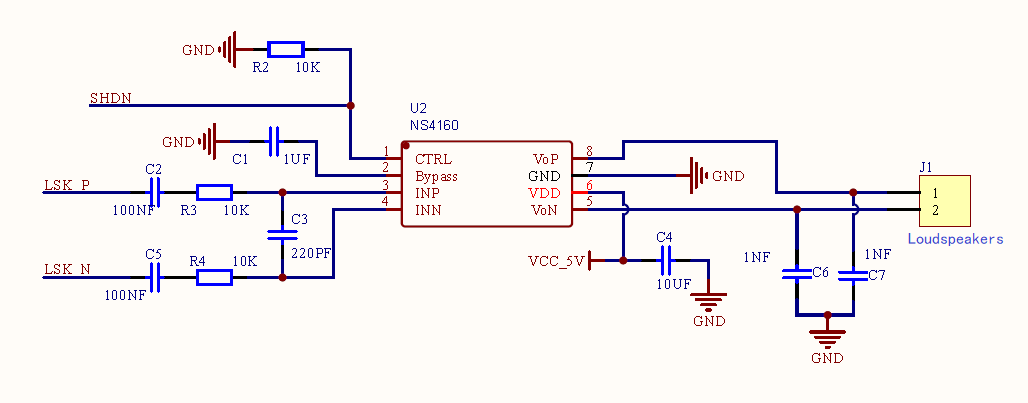 GND
R2
10K
SHDN
U2
NS4160
GND
C1
1UF
1
CTRL
VoP
8
2
Bypass
GND
7
GND
J1
LSK_P
C2
100NF
R3
10K
3
INP
VDD
6
1
4
INN
VoN
5
2
C3
220PF
Loudspeakers
LSK_N
C5
100NF
R4
10K
VCC_5V
C4
10UF
GND
1NF
C6
1NF
C7
GND